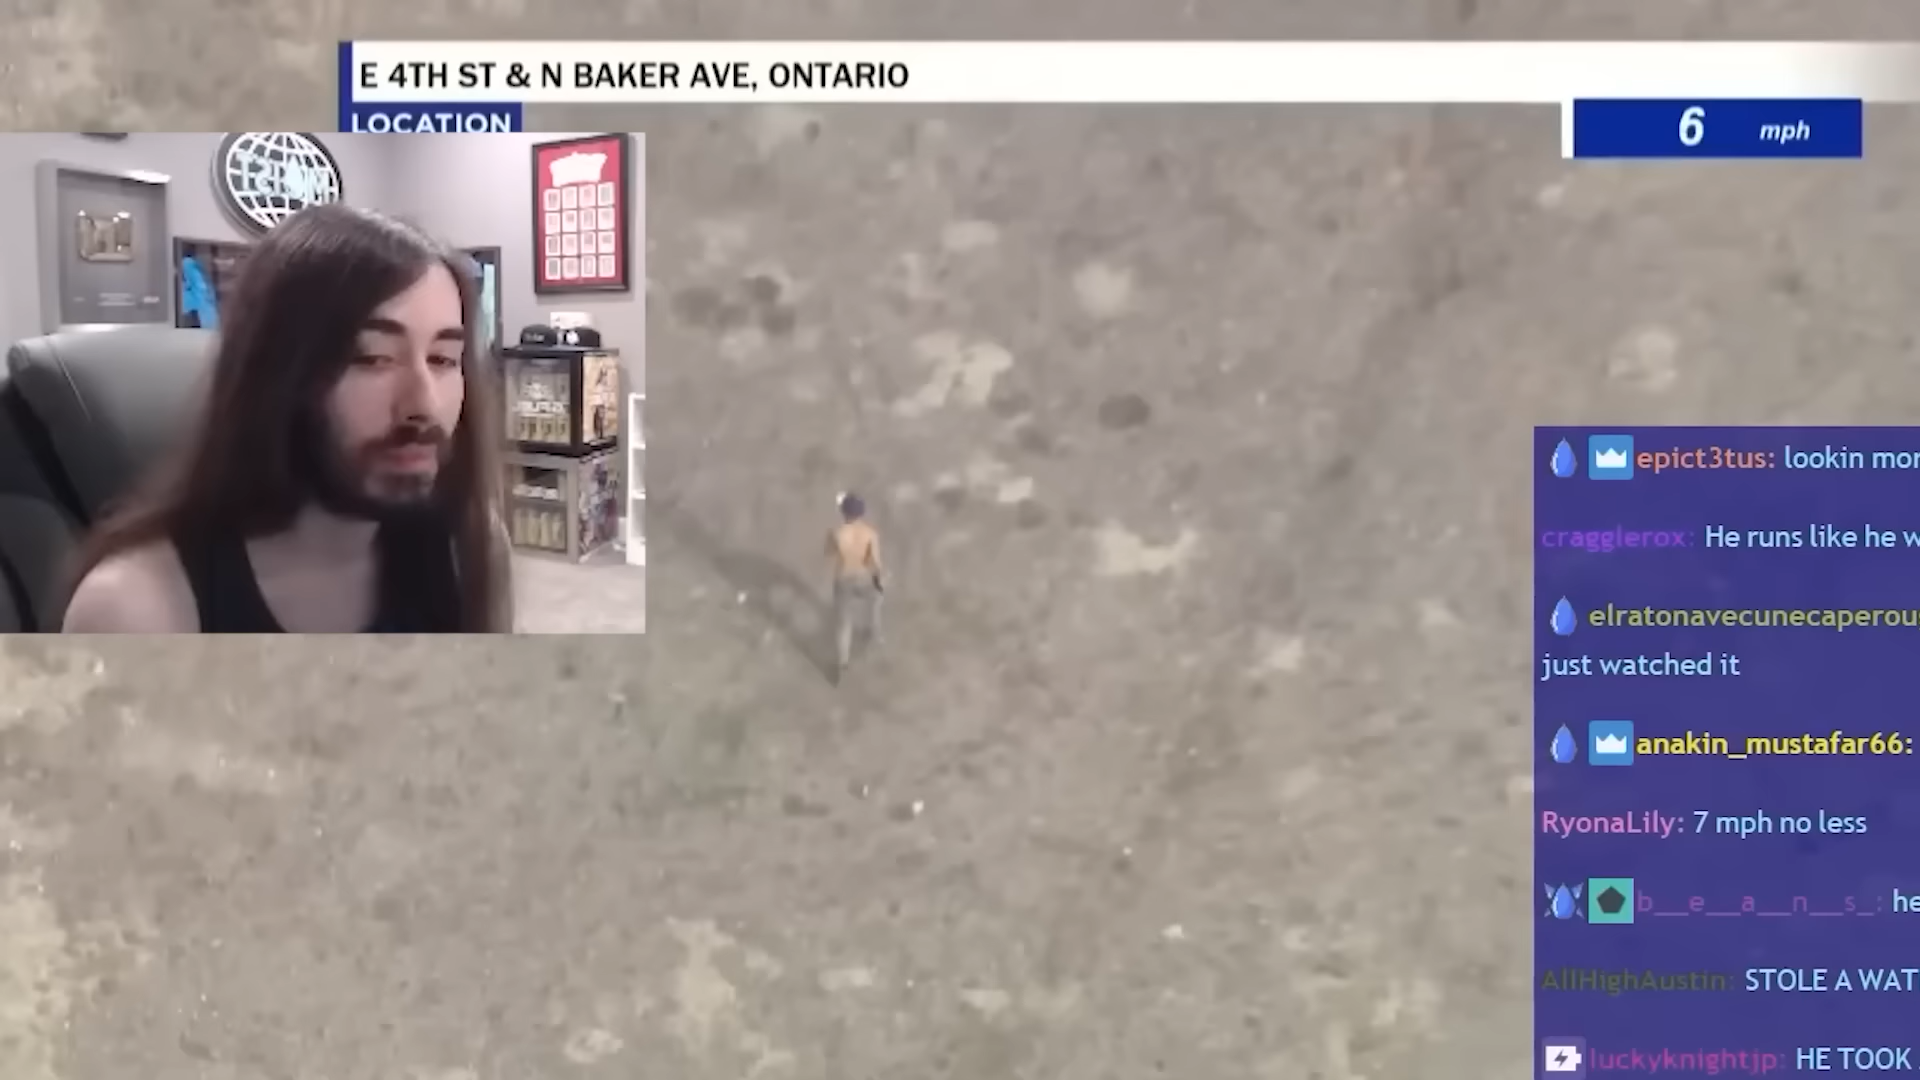 E 4TH ST & N BAKER AVE, ONTARIO
LOCATION
6 mph
MOIST
epict3tus: lookin mor
cragglerox: He runs like he w
elratonavecunecaperou
just watched it
anakin_mustafar66:
RyonaLily: 7 mph no less
b__e__a__n__s_: he
AllHighAustin: STOLE A WAT
luckyknightjp: HE TOOK